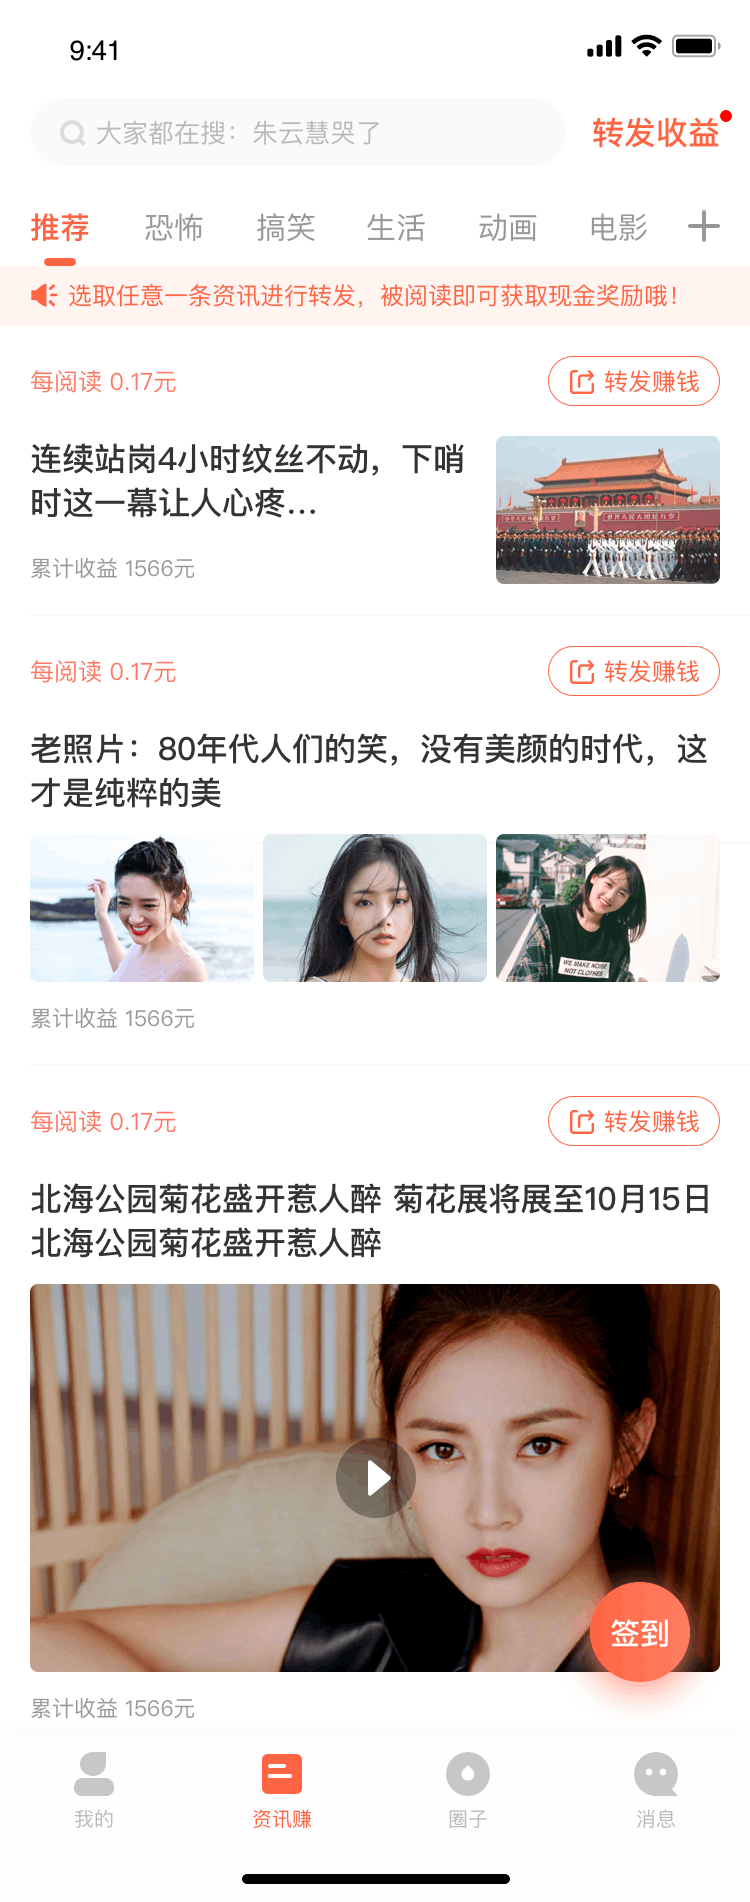 9:41
大家都在搜：朱云慧哭了
转发收益
推荐 恐怖 搞笑 生活 动画 电影
选取任意一条资讯进行转发，被阅读即可获取现金奖励哦！
每阅读 0.17元
转发赚钱
连续站岗4小时纹丝不动，下哨
时这一幕让人心疼...
累计收益 1566元
每阅读 0.17元
转发赚钱
老照片：80年代人们的笑，没有美颜的时代，这
才是纯粹的美
WE MAKE NOISE
NOT CLOTHES
累计收益 1566元
每阅读 0.17元
转发赚钱
北海公园菊花盛开惹人醉 菊花展将展至10月15日
北海公园菊花盛开惹人醉
签到
累计收益 1566元
我的 资讯赚 圈子 消息